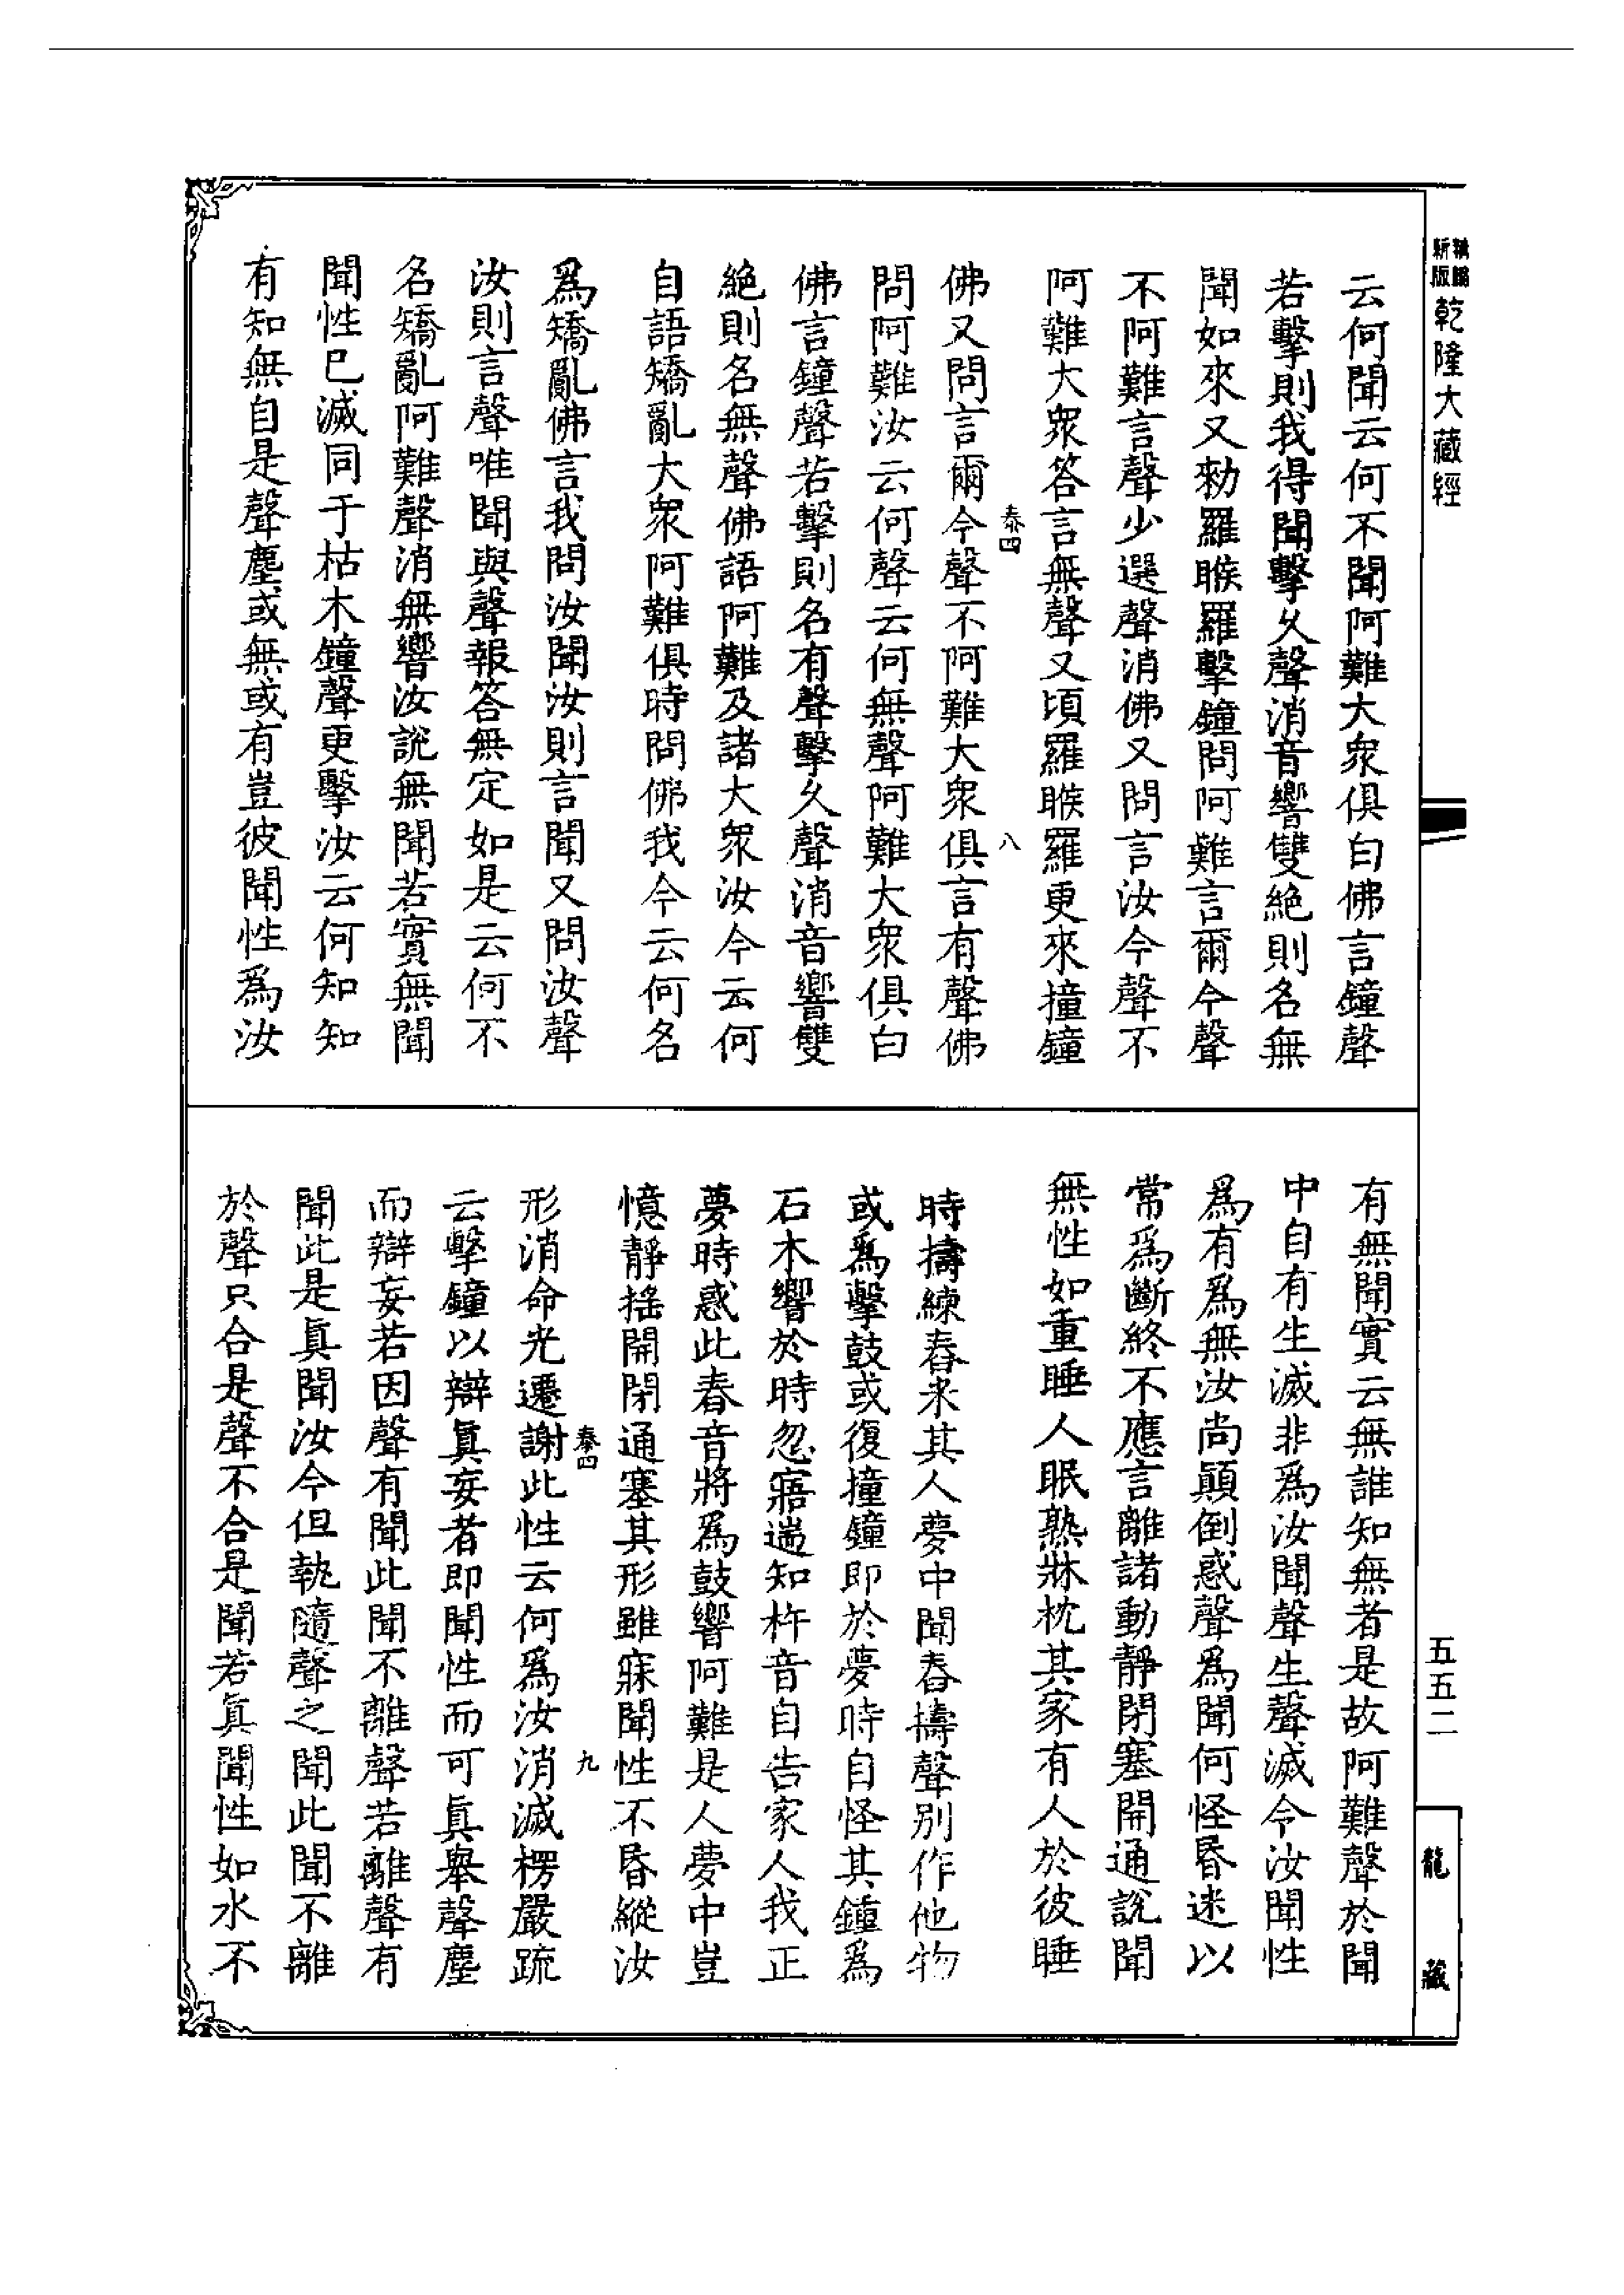 新版
乾隆大藏經
云何聞云何不聞阿難大衆俱白佛言鐘聲
若擊則我得聞擊久聲消音響雙絕則名無
聞如來又勑羅睺羅擊鐘問阿難言爾今聲
不阿難言聲少選聲消佛又問言汝今聲不
阿難大衆答言無聲又頃羅睺羅更來撞鐘
秦四 八
佛又問言爾今聲不阿難大衆俱言有聲佛
問阿難汝云何聲云何無聲阿難大衆俱白
佛言鐘聲若擊則名有聲擊久聲消音響雙
絕則名無聲佛語阿難及諸大衆汝今云何
自語矯亂大衆阿難俱時問佛我今云何名
爲矯亂佛言我問汝聞汝則言聞又問汝聲
汝則言聲唯聞與聲報答無定如是云何不
名矯亂阿難聲消無響汝說無聞若實無聞
聞性已滅同于枯木鐘聲更擊汝云何知知
有知無自是聲塵或無或有豈彼聞性爲汝
有無聞實云無誰知無者是故阿難聲於聞
中自有生滅非爲汝聞聲生聲滅令汝聞性
爲有爲無汝尚顚倒惑聲爲聞何怪昏迷以
常爲斷終不應言離諸動靜閉塞開通說聞
無性如重睡人眠熟牀枕其家有人於彼睡
時擣練舂米其人夢中聞舂擣聲别作他物
或爲擊鼓或復撞鐘即於夢時自怪其鐘爲
石木響於時忽寤遄知杵音自告家人我正
夢時惑此舂音將爲鼓響阿難是人夢中豈
憶靜搖開閉通塞其形雖寐聞性不昏縱汝
秦四 九
形消命光遷謝此性云何爲汝消滅楞嚴疏
云擊鐘以辯眞妄者即聞性而可眞舉聲塵
而辯妄若因聲有聞此聞不離聲若離聲有
聞此是眞聞汝今但執隨聲之聞此聞不離
於聲只合是聲不合是聞若眞聞性如水不
五五二
龍藏